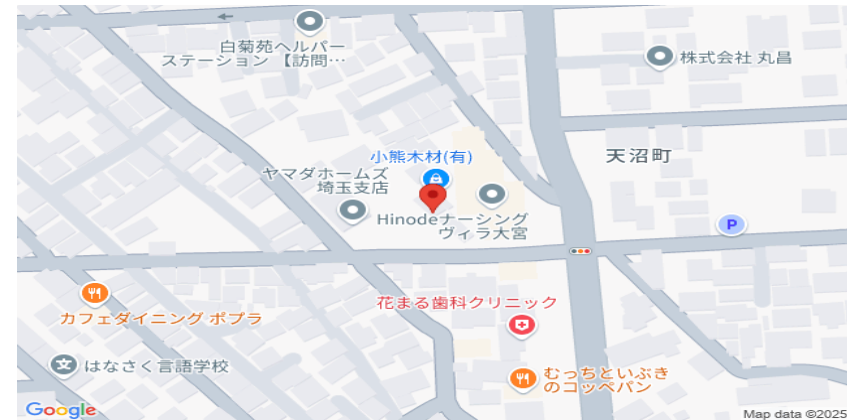 白菊苑ヘルパー
ステーション 【訪問…
株式会社 丸昌
小熊木材(有)
天沼町
ヤマダホームズ
埼玉支店
Hinodeナーシング
ヴィラ大宮
P
花まる歯科クリニック
カフェダイニング ポプラ
はなさく言語学校
文
むっちといぶき
のコッペパン
Google
Map data ©2025